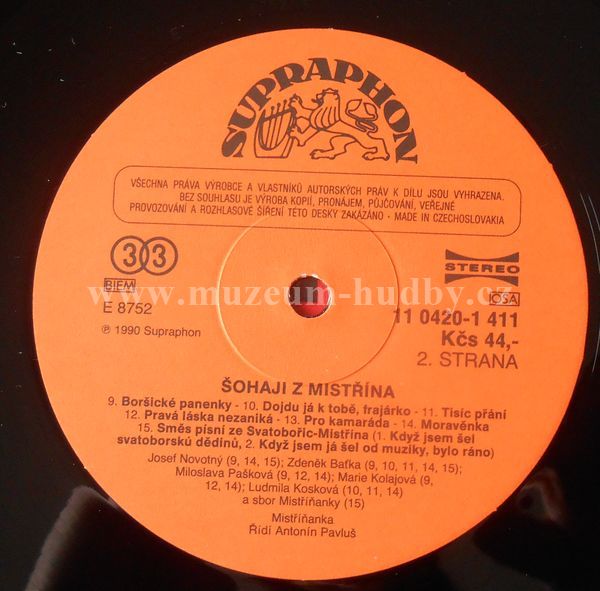 SUPRAPHON
VŠECHNA PRÁVA VÝROBCE A VLASTNÍKŮ AUTORSKÝCH PRÁV K DÍLU JSOU VYHRAZENA.
BEZ SOUHLASU JE VÝROBA KOPIÍ, PRONÁJEM, PŮJČOVÁNÍ, VEŘEJNÉ
PROVOZOVÁNÍ A ROZHLASOVÉ ŠÍŘENÍ TÉTO DESKY ZAKÁZÁNO · MADE IN CZECHOSLOVAKIA
33
STEREO
BIEM
OSA
www.muzeum-hudby.cz
E 8752
11 0420-1 411
℗ 1990 Supraphon
Kčs 44,-
2. STRANA
ŠOHAJI Z MISTŘÍNA
9. Boršické panenky - 10. Dojdu já k tobě, frajárko - 11. Tisíc přání
12. Pravá láska nezaniká - 13. Pro kamaráda - 14. Moravěnka
15. Směs písní ze Svatobořic-Mistřína (1. Když jsem šel
svatoborskú dědinú, 2. Když jsem já šel od muziky, bylo ráno)
Josef Novotný (9, 14, 15); Zdeněk Baťka (9, 10, 11, 14, 15);
Miloslava Pašková (9, 12, 14); Marie Kolajová (9,
12, 14); Ludmila Kosková (10, 11, 14)
a sbor Mistříňanky (15)
Mistříňanka
Řídí Antonín Pavluš